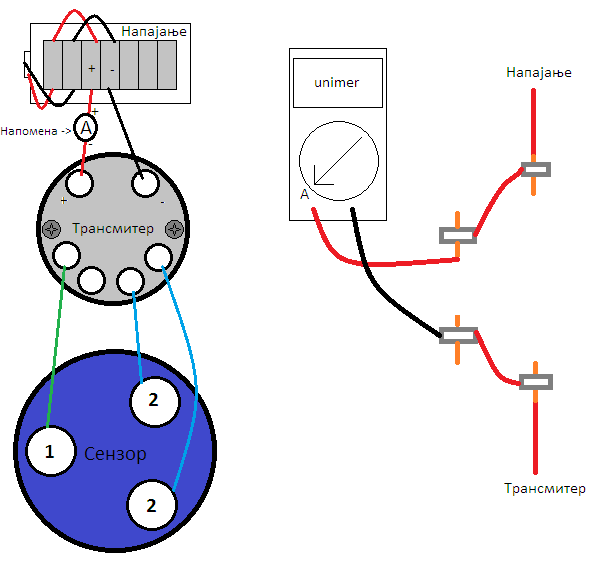 Напајање
+ -
Напомена -> A +
-
+ -
Трансмитер
2
1 Сензор
2
unimer
A
Напајање
Трансмитер